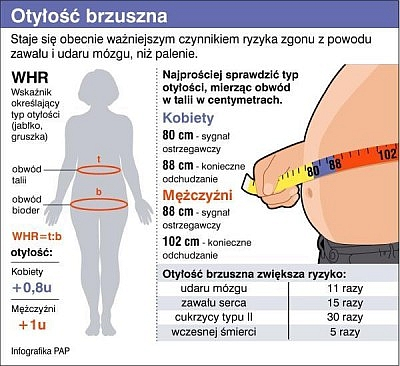 Otyłość brzuszna
Staje się obecnie ważniejszym czynnikiem ryzyka zgonu z powodu
zawału i udaru mózgu, niż palenie.
WHR
Wskaźnik
określający
typ otyłości
(jabłko,
gruszka)
t
obwód
talii
b
obwód
bioder
WHR=t:b
otyłość:
Kobiety
+0,8u
Mężczyźni
+1u
Najprościej sprawdzić typ
otyłości, mierząc obwód
w talii w centymetrach.
Kobiety
80 cm - sygnał
ostrzegawczy
88 cm - konieczne
odchudzanie
Mężczyźni
88 cm - sygnał
ostrzegawczy
102 cm - konieczne
odchudzanie
80 88 102
Otyłość brzuszna zwiększa ryzyko:
udaru mózgu 11 razy
zawału serca 15 razy
cukrzycy typu II 30 razy
wczesnej śmierci 5 razy
Infografika PAP